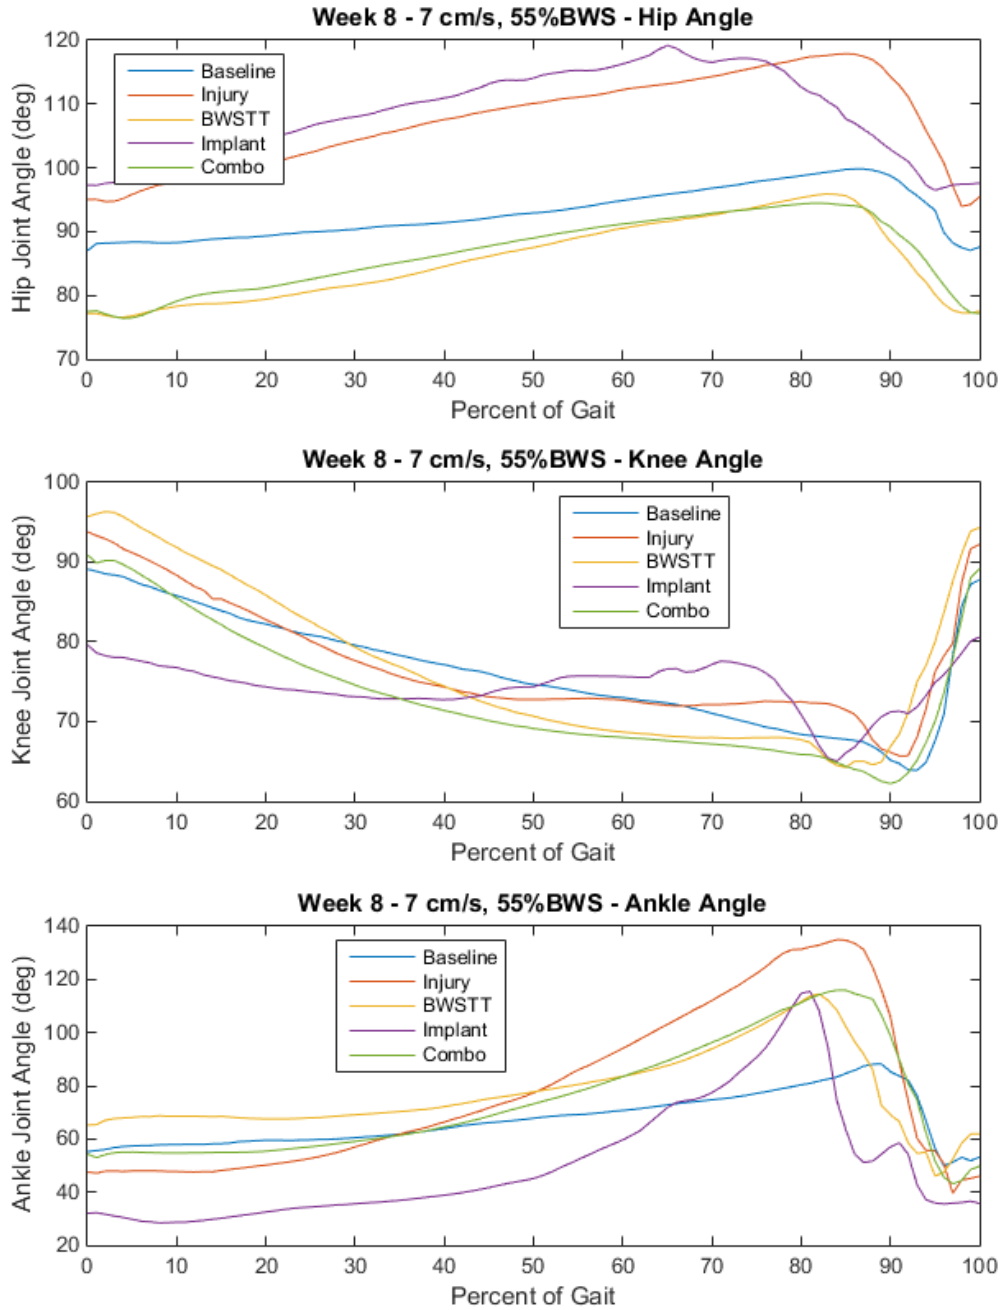 Week 8 - 7 cm/s, 55%BWS - Hip Angle
120
110
100
90
80
70
Hip Joint Angle (deg)
Baseline
Injury
BWSTT
Implant
Combo
0 10 20 30 40 50 60 70 80 90 100
Percent of Gait
Week 8 - 7 cm/s, 55%BWS - Knee Angle
100
90
80
70
60
Knee Joint Angle (deg)
Baseline
Injury
BWSTT
Implant
Combo
0 10 20 30 40 50 60 70 80 90 100
Percent of Gait
Week 8 - 7 cm/s, 55%BWS - Ankle Angle
140
120
100
80
60
40
20
Ankle Joint Angle (deg)
Baseline
Injury
BWSTT
Implant
Combo
0 10 20 30 40 50 60 70 80 90 100
Percent of Gait